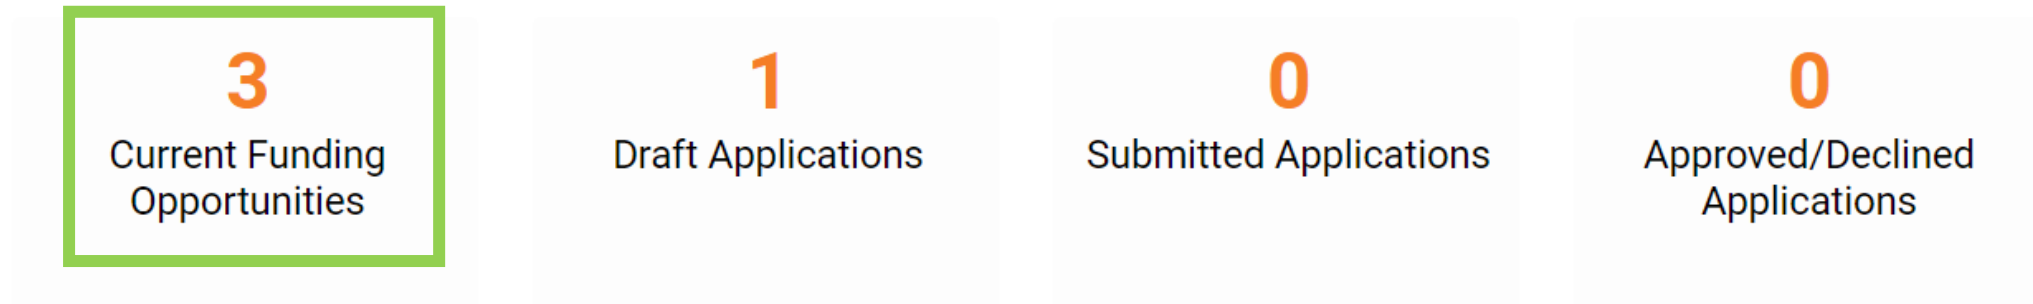 3
Current Funding
Opportunities
1
Draft Applications
0
Submitted Applications
0
Approved/Declined
Applications